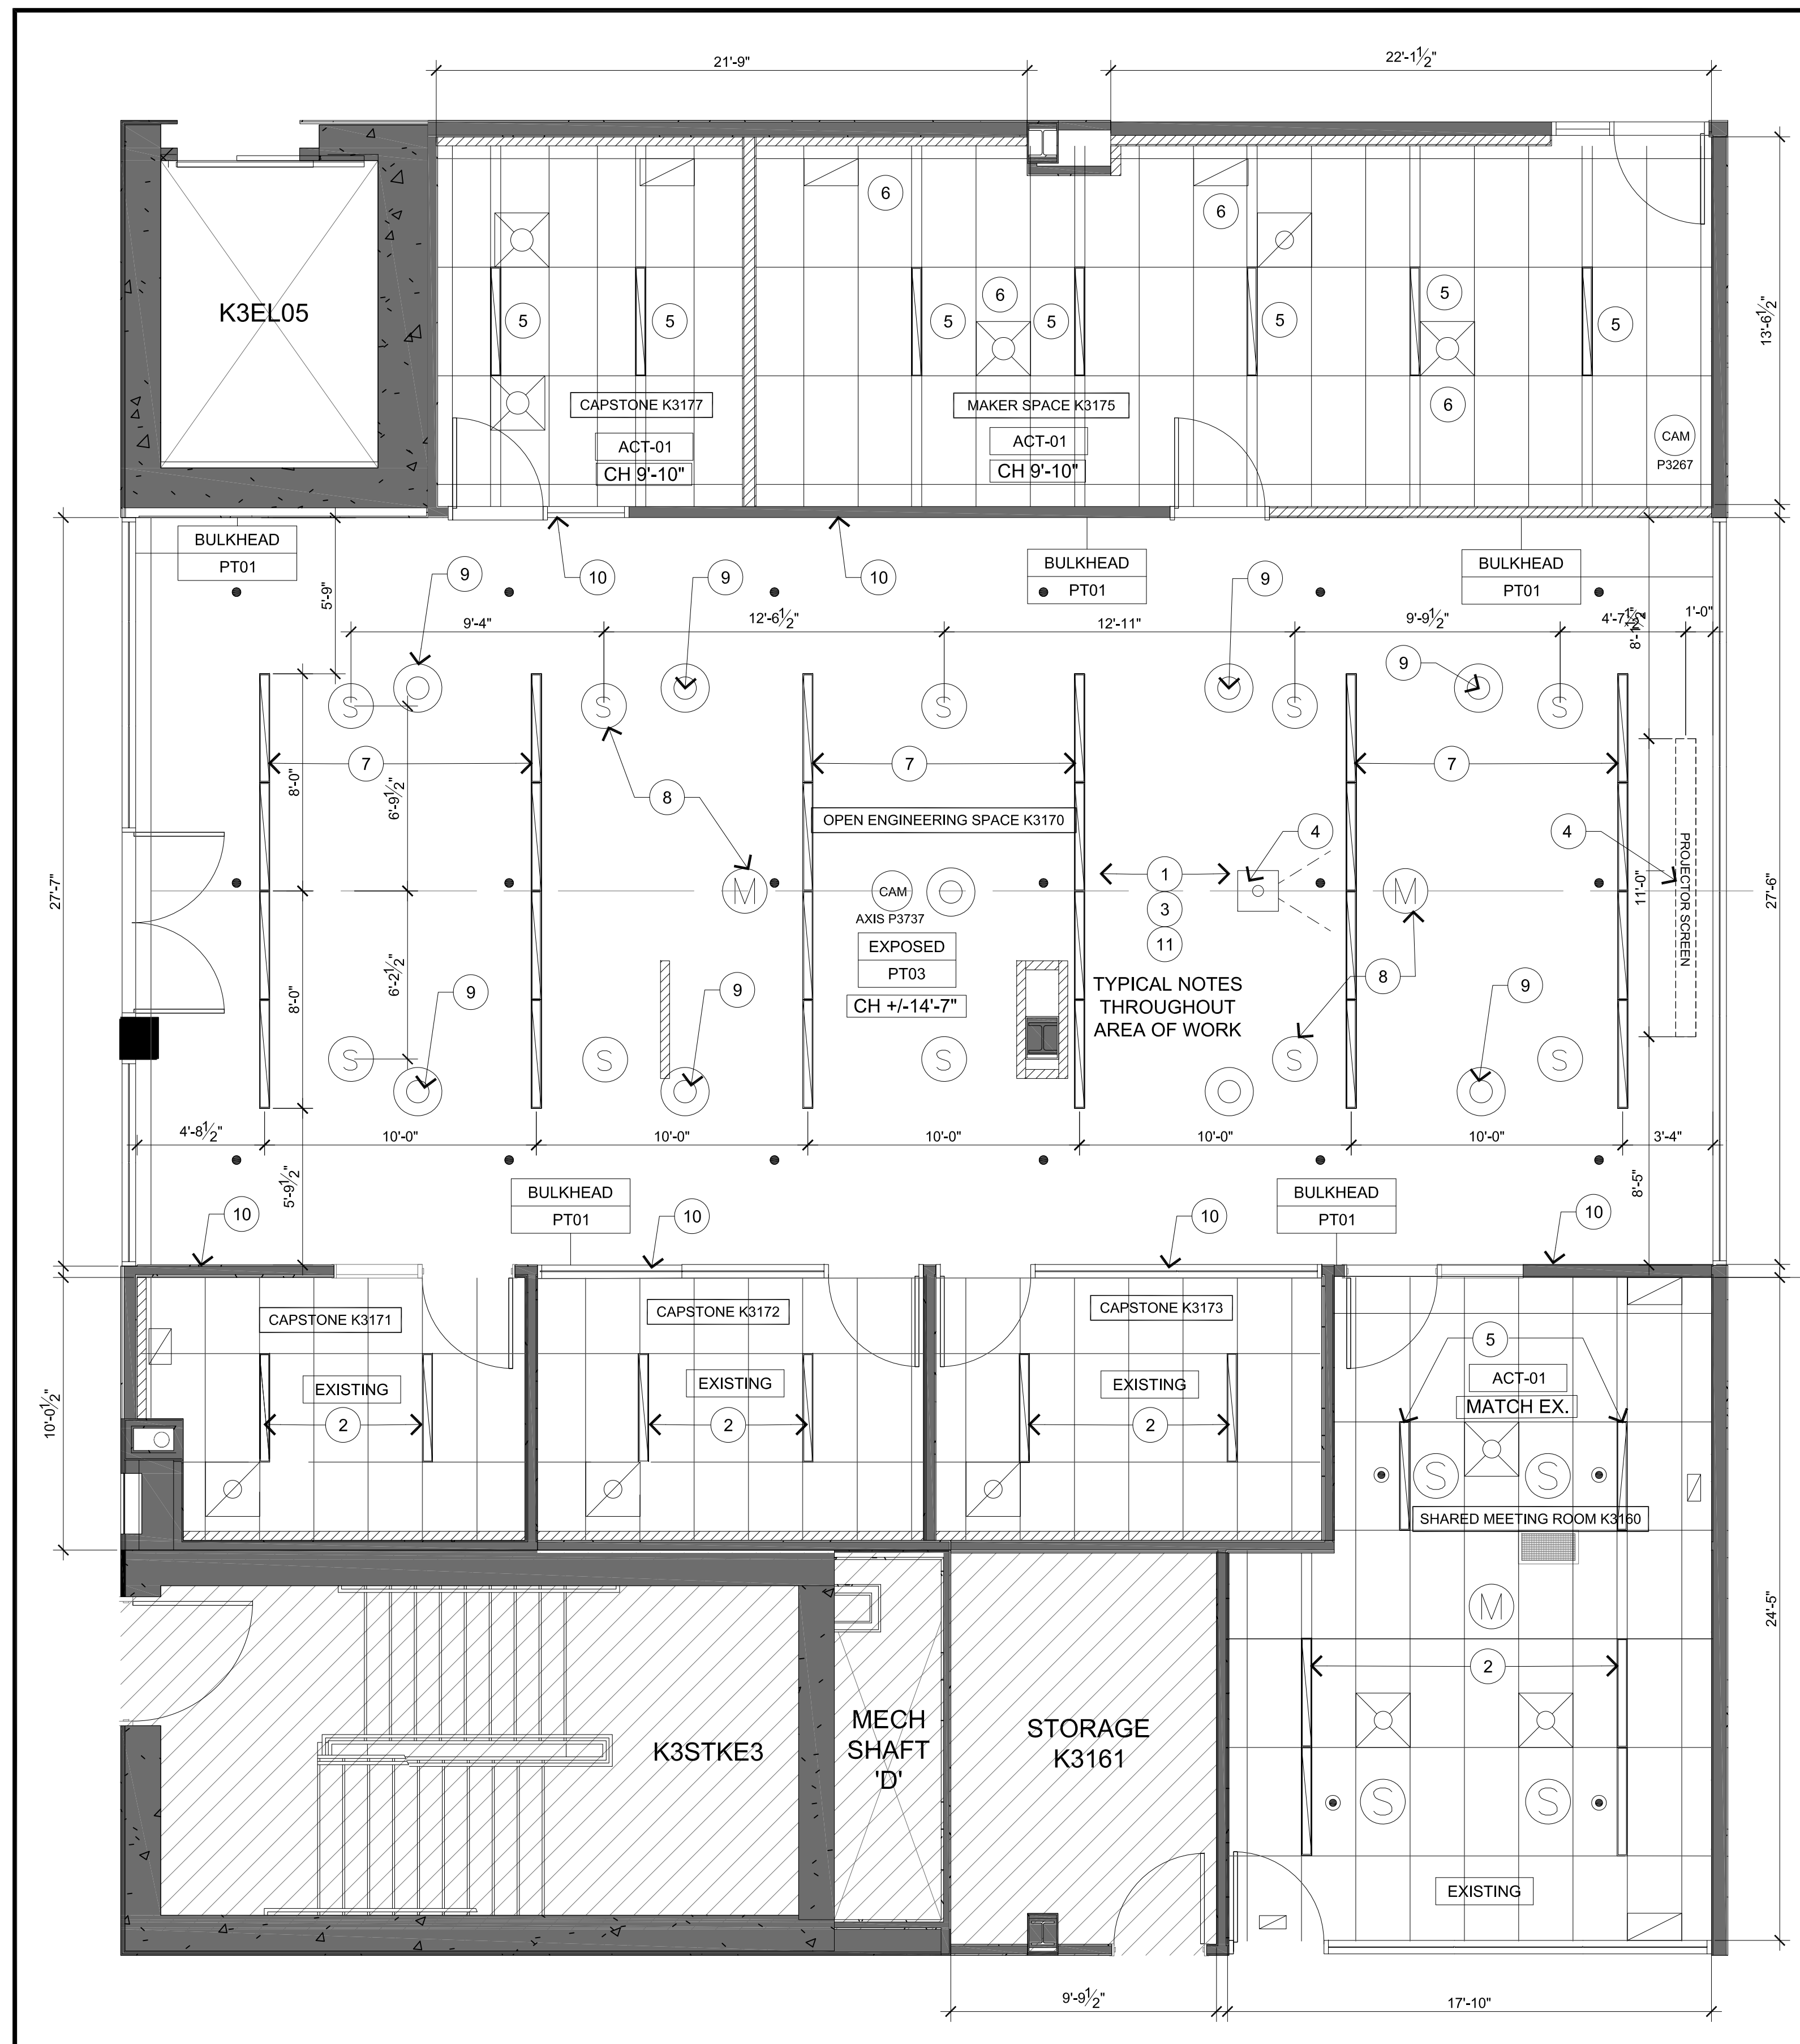 21'-9"
22'-1½"
13'-6½"
K3EL05
6
6
5
5
5
6
5
5
5
5
6
CAPSTONE K3177
ACT-01
CH 9'-10"
MAKER SPACE K3175
ACT-01
CH 9'-10"
CAM
P3267
BULKHEAD
PT01
BULKHEAD
PT01
BULKHEAD
PT01
9
10
9
10
9
5'-9"
9'-4"
12'-6½"
12'-11"
9'-9½"
4'-7½"
1'-0"
8'-1½"
9
S
S
S
S
S
7
7
7
8'-0"
6'-9½"
8
OPEN ENGINEERING SPACE K3170
4
4
27'-7"
M
CAM
AXIS P3737
1
3
11
M
11'-0"
PROJECTOR SCREEN
27'-6"
EXPOSED
PT03
CH +/-14'-7"
TYPICAL NOTES
THROUGHOUT
AREA OF WORK
8
8'-0"
6'-2½"
9
9
9
S
S
S
S
S
4'-8½"
10'-0"
10'-0"
10'-0"
10'-0"
10'-0"
3'-4"
5'-9½"
8'-5"
10
BULKHEAD
PT01
10
10
BULKHEAD
PT01
10
CAPSTONE K3171
EXISTING
2
CAPSTONE K3172
EXISTING
2
CAPSTONE K3173
EXISTING
2
10'-0½"
5
ACT-01
MATCH EX.
S
S
SHARED MEETING ROOM K3160
M
2
S
S
EXISTING
24'-5"
K3STKE3
MECH
SHAFT
'D'
STORAGE
K3161
9'-9½"
17'-10"